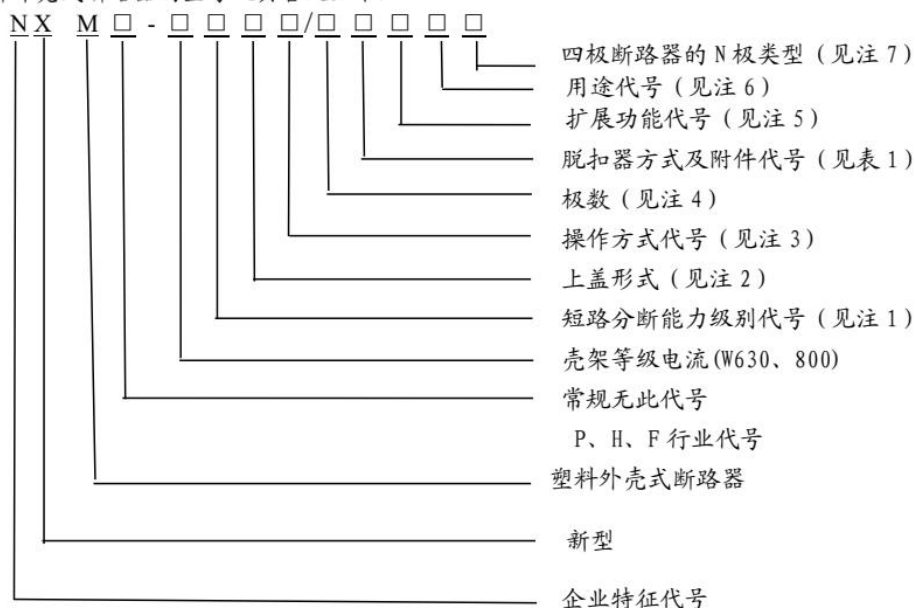 NX M□-□□□□/□□□□□
四极断路器的N极类型（见注7）
用途代号（见注6）
扩展功能代号（见注5）
脱扣器方式及附件代号（见表1）
极数（见注4）
操作方式代号（见注3）
上盖形式（见注2）
短路分断能力级别代号（见注1）
壳架等级电流(W630、800)
常规无此代号
P、H、F行业代号
塑料外壳式断路器
新型
企业特征代号